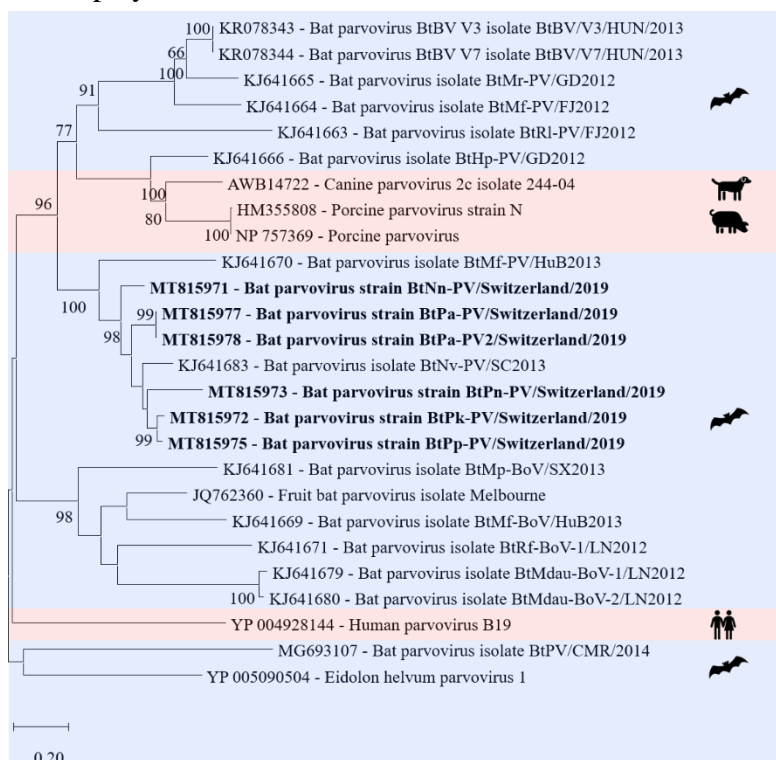 100 KR078343 - Bat parvovirus BtBV V3 isolate BtBV/V3/HUN/2013
66 KR078344 - Bat parvovirus BtBV V7 isolate BtBV/V7/HUN/2013
100 KJ641665 - Bat parvovirus isolate BtMr-PV/GD2012
91 KJ641664 - Bat parvovirus isolate BtMf-PV/FJ2012
77 KJ641663 - Bat parvovirus isolate BtRl-PV/FJ2012
KJ641666 - Bat parvovirus isolate BtHp-PV/GD2012
100 AWB14722 - Canine parvovirus 2c isolate 244-04
96 80 HM355808 - Porcine parvovirus strain N
100 NP 757369 - Porcine parvovirus
KJ641670 - Bat parvovirus isolate BtMf-PV/HuB2013
100 MT815971 - Bat parvovirus strain BtNn-PV/Switzerland/2019
99 MT815977 - Bat parvovirus strain BtPa-PV/Switzerland/2019
98 MT815978 - Bat parvovirus strain BtPa-PV2/Switzerland/2019
KJ641683 - Bat parvovirus isolate BtNv-PV/SC2013
MT815973 - Bat parvovirus strain BtPn-PV/Switzerland/2019
MT815972 - Bat parvovirus strain BtPk-PV/Switzerland/2019
99 MT815975 - Bat parvovirus strain BtPp-PV/Switzerland/2019
KJ641681 - Bat parvovirus isolate BtMp-BoV/SX2013
JQ762360 - Fruit bat parvovirus isolate Melbourne
98 KJ641669 - Bat parvovirus isolate BtMf-BoV/HuB2013
KJ641671 - Bat parvovirus isolate BtRf-BoV-1/LN2012
KJ641679 - Bat parvovirus isolate BtMdau-BoV-1/LN2012
100 KJ641680 - Bat parvovirus isolate BtMdau-BoV-2/LN2012
YP 004928144 - Human parvovirus B19
MG693107 - Bat parvovirus isolate BtPV/CMR/2014
YP 005090504 - Eidolon helvum parvovirus 1
0.20